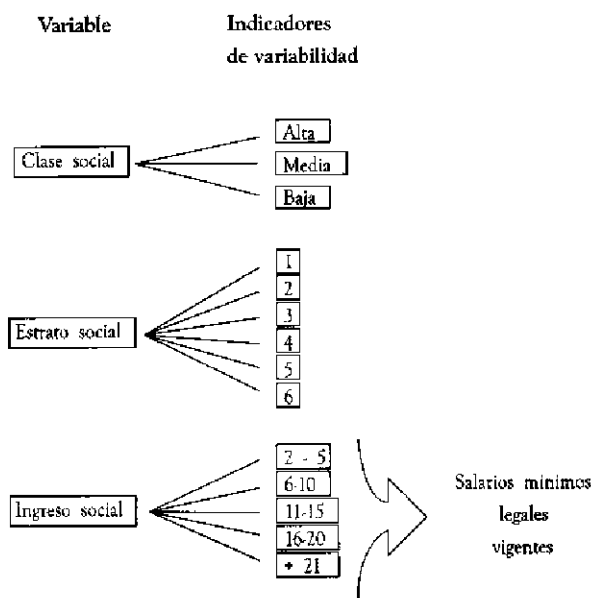 Variable
Indicadores
de variabilidad
Clase social
Alta
Media
Baja
Estrato social
1
2
3
4
5
6
Ingreso social
2 - 5
6-10
11-15
16-20
+ 21
Salarios mínimos
legales
vigentes